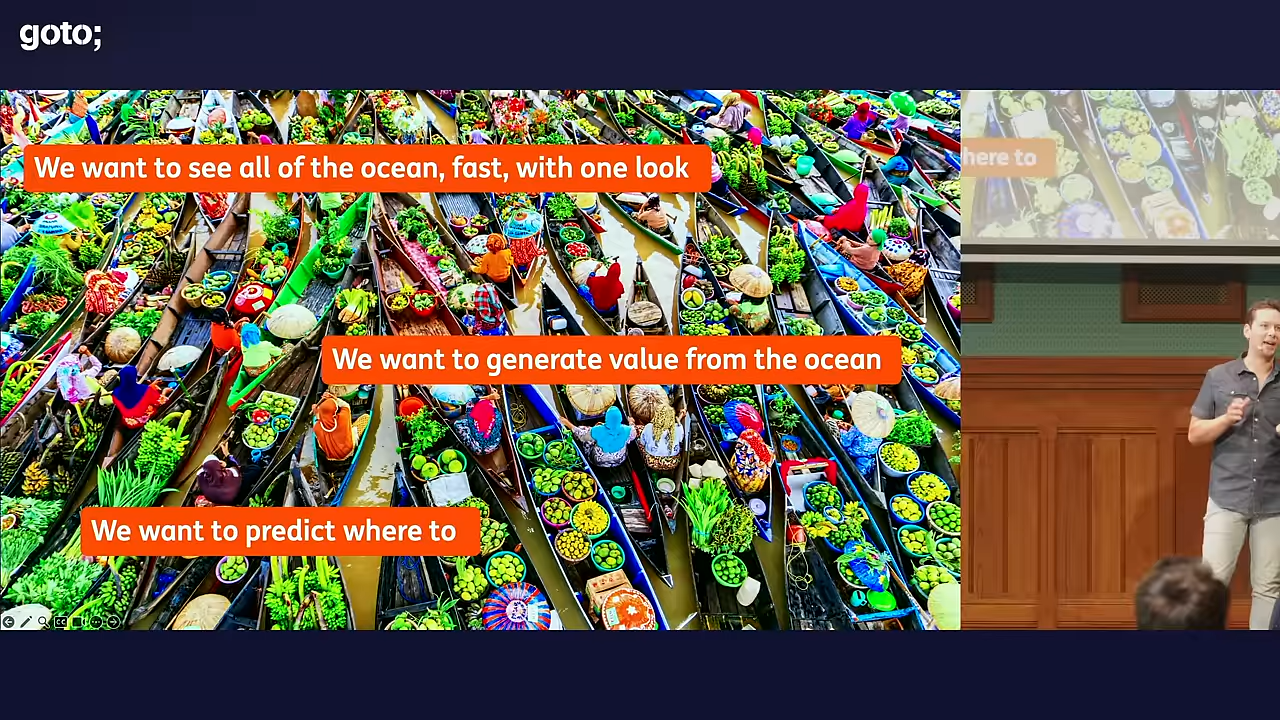 goto;
We want to see all of the ocean, fast, with one look
here to
We want to generate value from the ocean
We want to predict where to